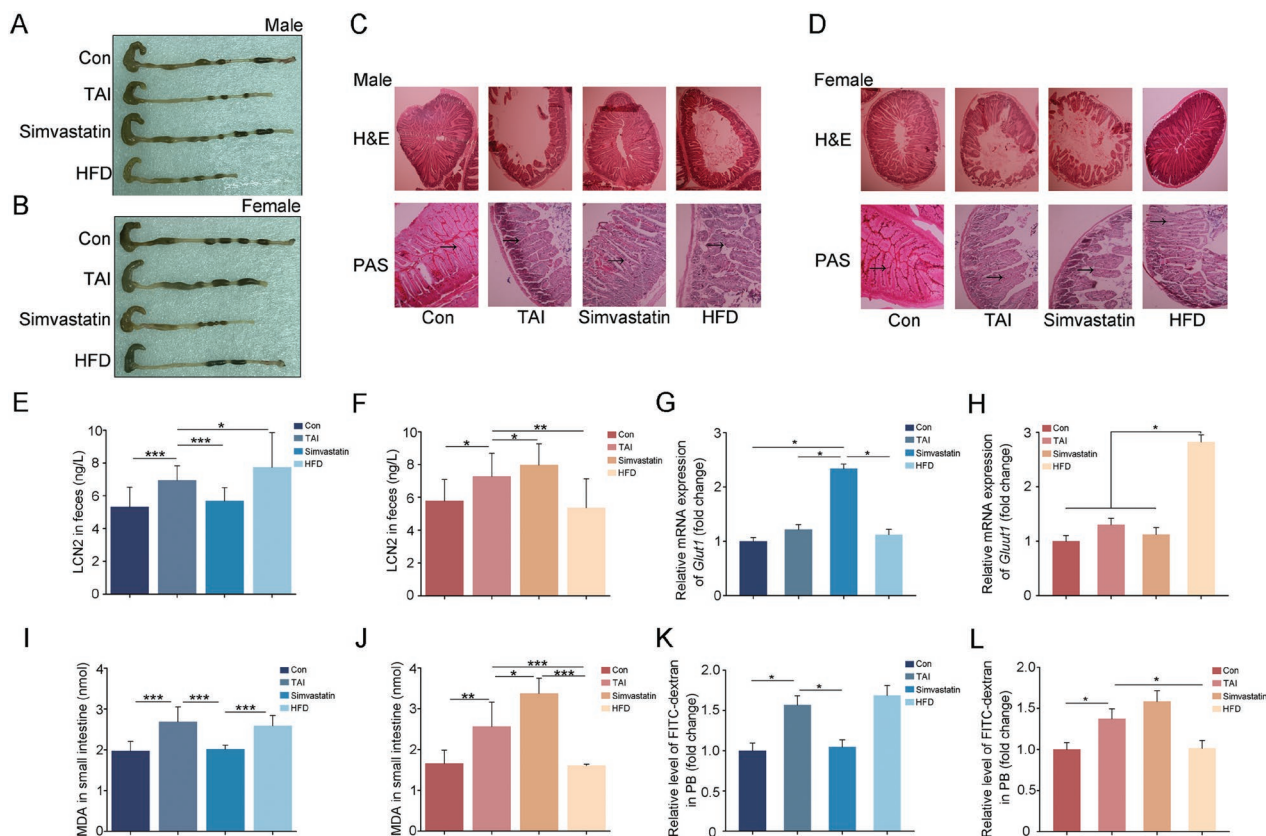 A
Male
Con
TAI
Simvastatin
HFD
B
Female
Con
TAI
Simvastatin
HFD
C
Male
H&E
PAS
Con TAI Simvastatin HFD
D
Female
H&E
PAS
Con TAI Simvastatin HFD
E
LCN2 in feces (ng/L)
10
8
6
4
2
0
*** *** *
Con
TAI
Simvastatin
HFD
F
LCN2 in feces (ng/L)
10
8
6
4
2
0
* * **
Con
TAI
Simvastatin
HFD
G
Relative mRNA expression
of Glut1 (fold change)
3
2
1
0
* * *
Con
TAI
Simvastatin
HFD
H
Relative mRNA expression
of Gluut1 (fold change)
3
2
1
0
*
Con
TAI
Simvastatin
HFD
I
MDA in small intestine (nmol)
4
3
2
1
0
*** *** ***
Con
TAI
Simvastatin
HFD
J
MDA in small intestine (nmol)
4
3
2
1
0
** * *** ***
Con
TAI
Simvastatin
HFD
K
Relative level of FITC-dextran
in PB (fold change)
2.0
1.5
1.0
0.5
0
* *
Con
TAI
Simvastatin
HFD
L
Relative level of FITC-dextran
in PB (fold change)
2.0
1.5
1.0
0.5
0
* *
Con
TAI
Simvastatin
HFD